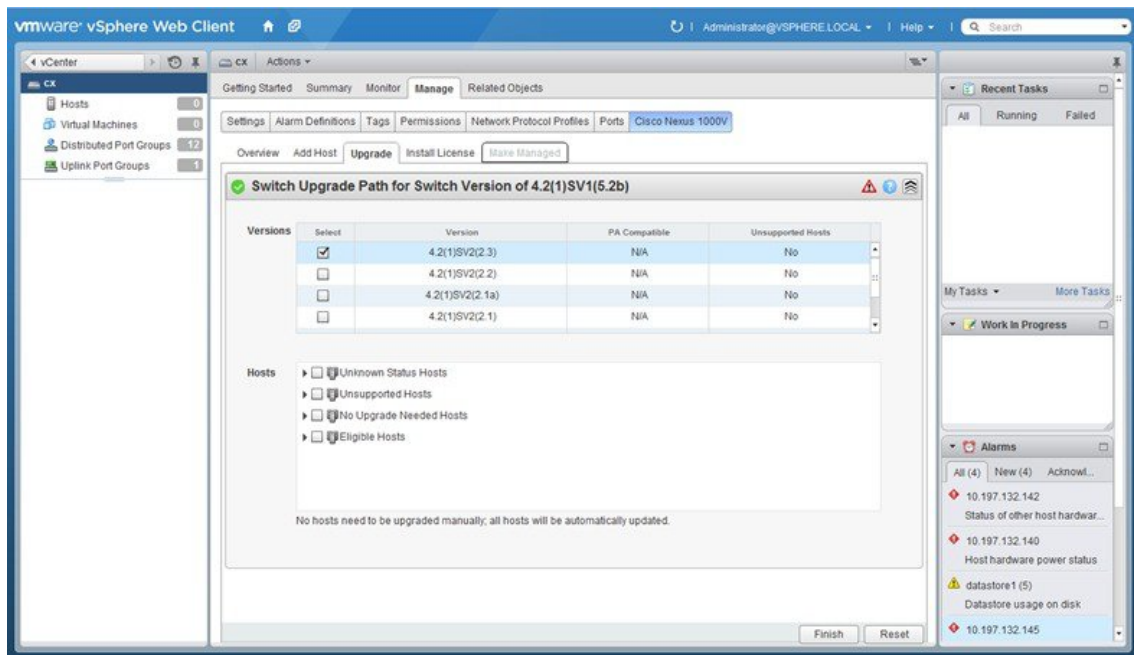 vmware vSphere Web Client
Administrator@VSPHERE.LOCAL
Help
Search
vCenter
CX
Hosts 0
Virtual Machines 0
Distributed Port Groups 12
Uplink Port Groups 1
CX Actions
Getting Started Summary Monitor Manage Related Objects
Settings Alarm Definitions Tags Permissions Network Protocol Profiles Ports Cisco Nexus 1000V
Overview Add Host Upgrade Install License Make Managed
Switch Upgrade Path for Switch Version of 4.2(1)SV1(5.2b)
Versions
Select Version PA Compatible Unsupported Hosts
4.2(1)SV2(2.3) N/A No
4.2(1)SV2(2.2) N/A No
4.2(1)SV2(2.1a) N/A No
4.2(1)SV2(2.1) N/A No
Hosts
Unknown Status Hosts
Unsupported Hosts
No Upgrade Needed Hosts
Eligible Hosts
No hosts need to be upgraded manually; all hosts will be automatically updated.
Finish Reset
Recent Tasks
All Running Failed
My Tasks More Tasks
Work In Progress
Alarms
All (4) New (4) Acknowl...
10.197.132.142
Status of other host hardwar...
10.197.132.140
Host hardware power status
datastore1 (5)
Datastore usage on disk
10.197.132.145